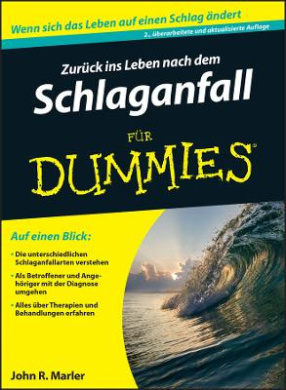 Wenn sich das Leben auf einen Schlag ändert
2., überarbeitete und aktualisierte Auflage
Zurück ins Leben nach dem
Schlaganfall
FÜR
DUMMIES®
Auf einen Blick:
• Die unterschiedlichen
Schlaganfallarten verstehen
• Als Betroffener und Ange-
höriger mit der Diagnose
umgehen
• Alles über Therapien und
Behandlungen erfahren
John R. Marler